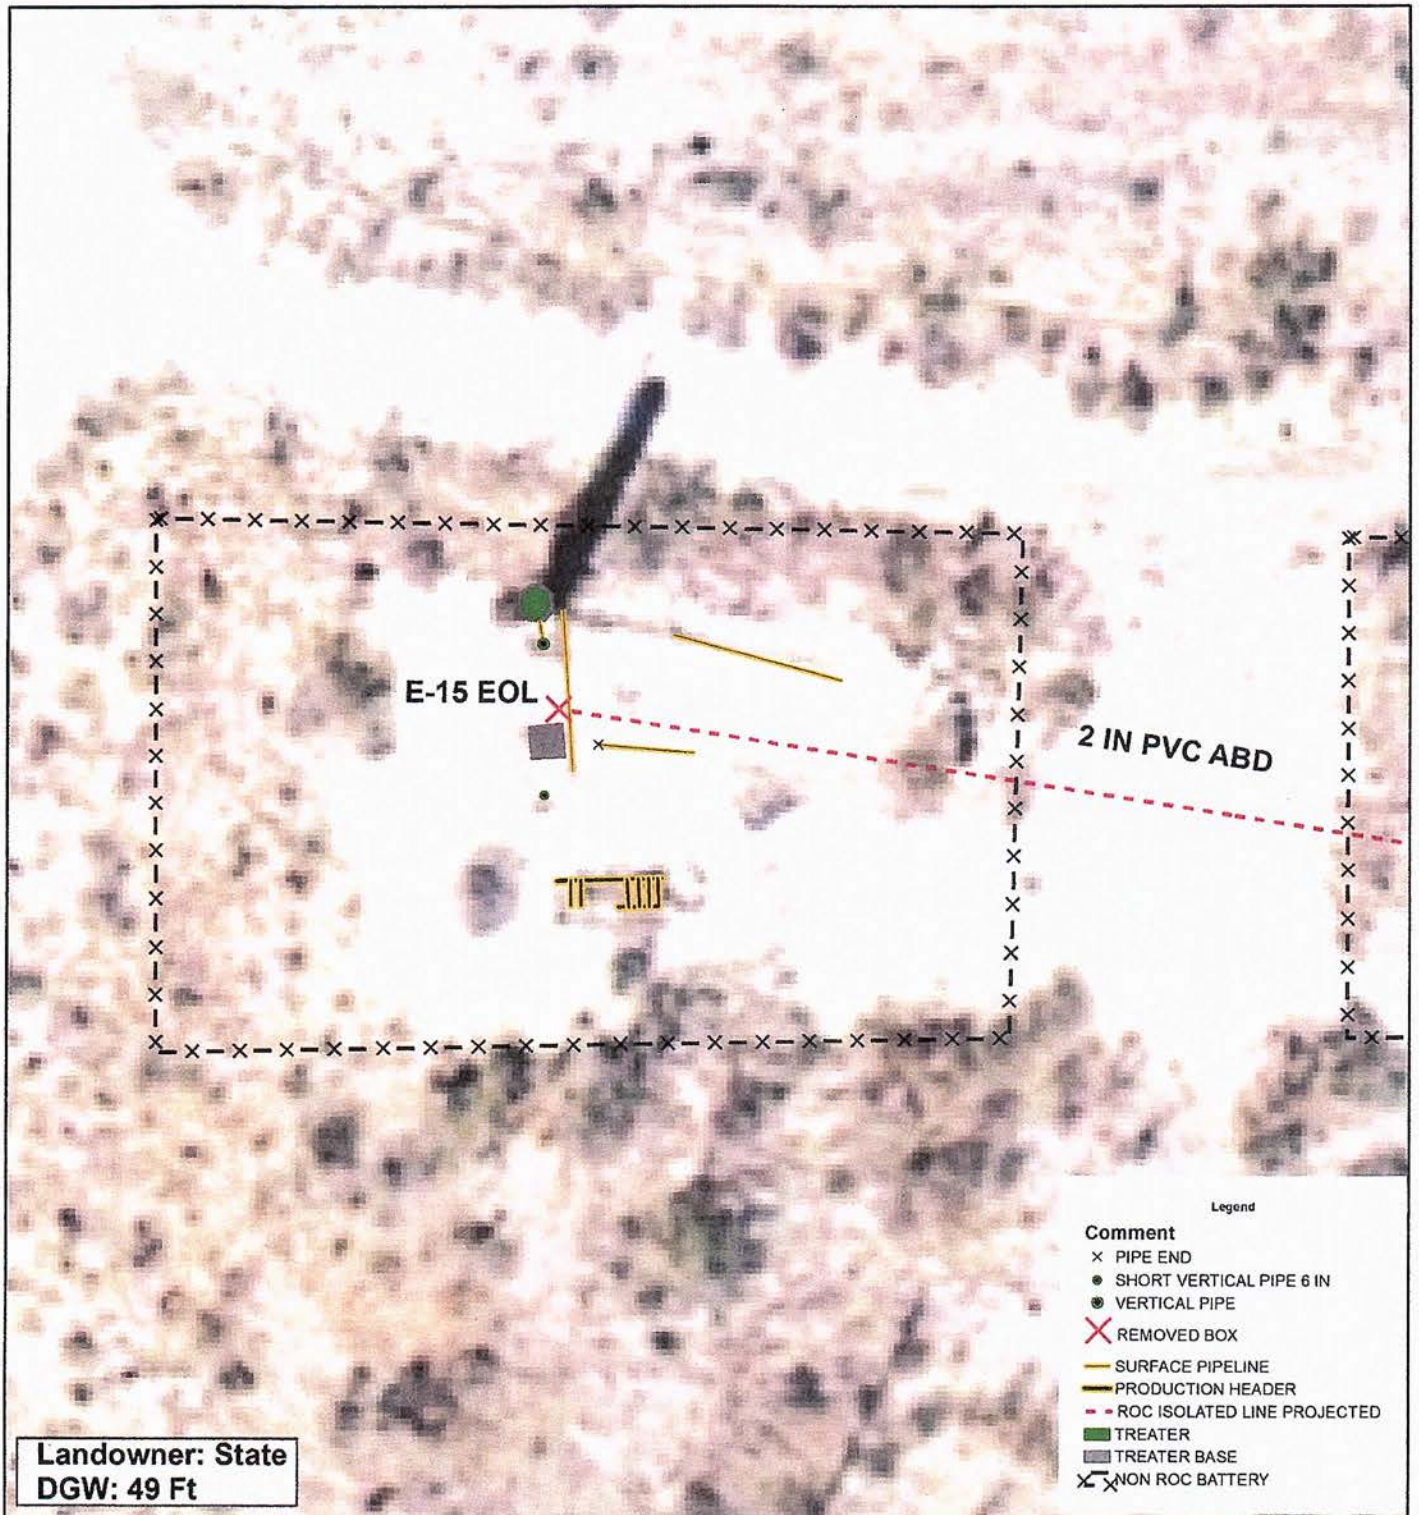 E-15 EOL
2 IN PVC ABD
Legend
Comment
PIPE END
SHORT VERTICAL PIPE 6 IN
VERTICAL PIPE
REMOVED BOX
SURFACE PIPELINE
PRODUCTION HEADER
ROC ISOLATED LINE PROJECTED
TREATER
TREATER BASE
NON ROC BATTERY
Landowner: State
DGW: 49 Ft